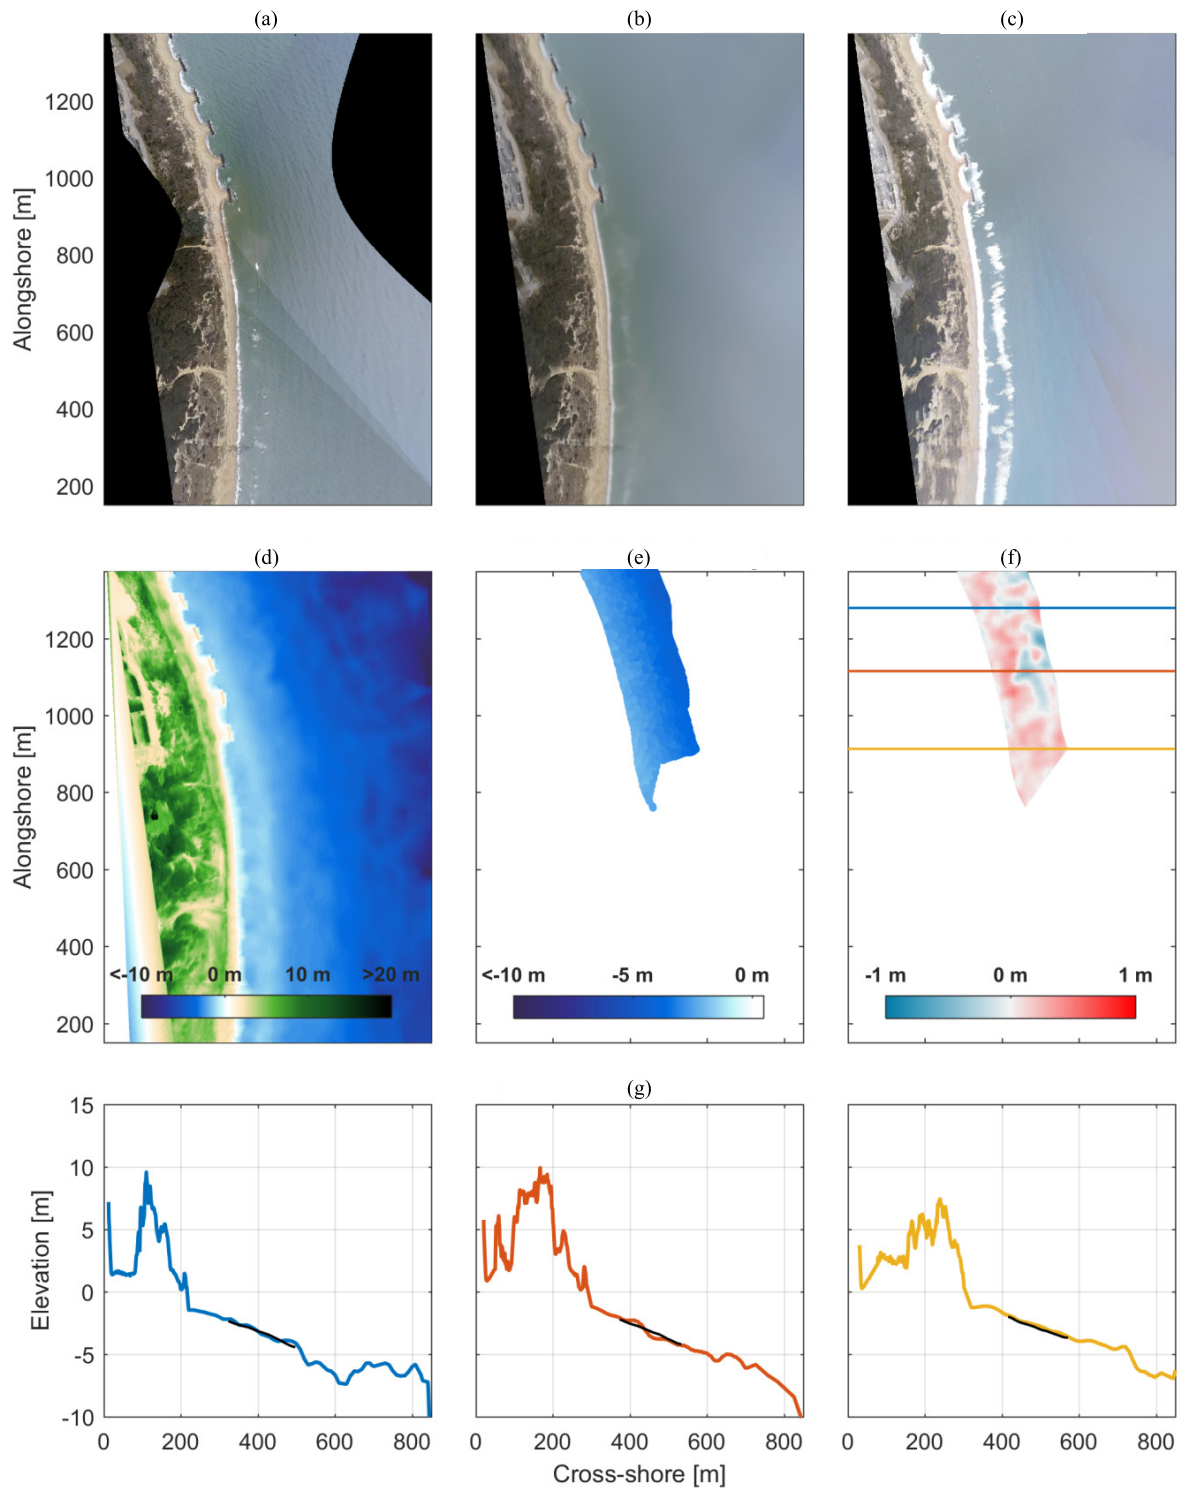 (a) (b) (c)
1200
1000
800
600
400
200
Alongshore [m]
(d) (e) (f)
1200
1000
800
600
400
200
Alongshore [m]
<-10 m 0 m 10 m >20 m
<-10 m -5 m 0 m
-1 m 0 m 1 m
(g)
15
10
5
0
-5
-10
Elevation [m]
0 200 400 600 800
0 200 400 600 800
0 200 400 600 800
Cross-shore [m]